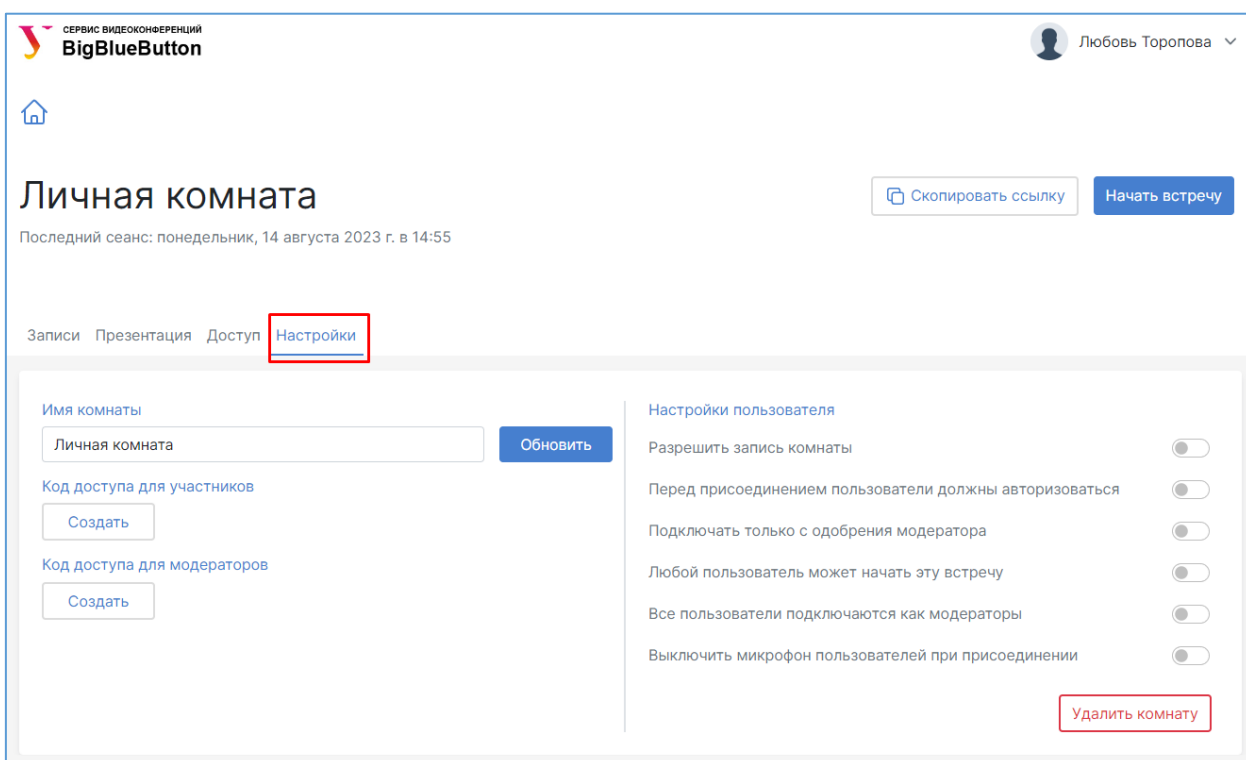 СЕРВИС ВИДЕОКОНФЕРЕНЦИЙ
BigBlueButton
Любовь Торопова
Личная комната
Скопировать ссылку
Начать встречу
Последний сеанс: понедельник, 14 августа 2023 г. в 14:55
Записи Презентация Доступ Настройки
Имя комнаты
Личная комната
Обновить
Код доступа для участников
Создать
Код доступа для модераторов
Создать
Настройки пользователя
Разрешить запись комнаты
Перед присоединением пользователи должны авторизоваться
Подключать только с одобрения модератора
Любой пользователь может начать эту встречу
Все пользователи подключаются как модераторы
Выключить микрофон пользователей при присоединении
Удалить комнату